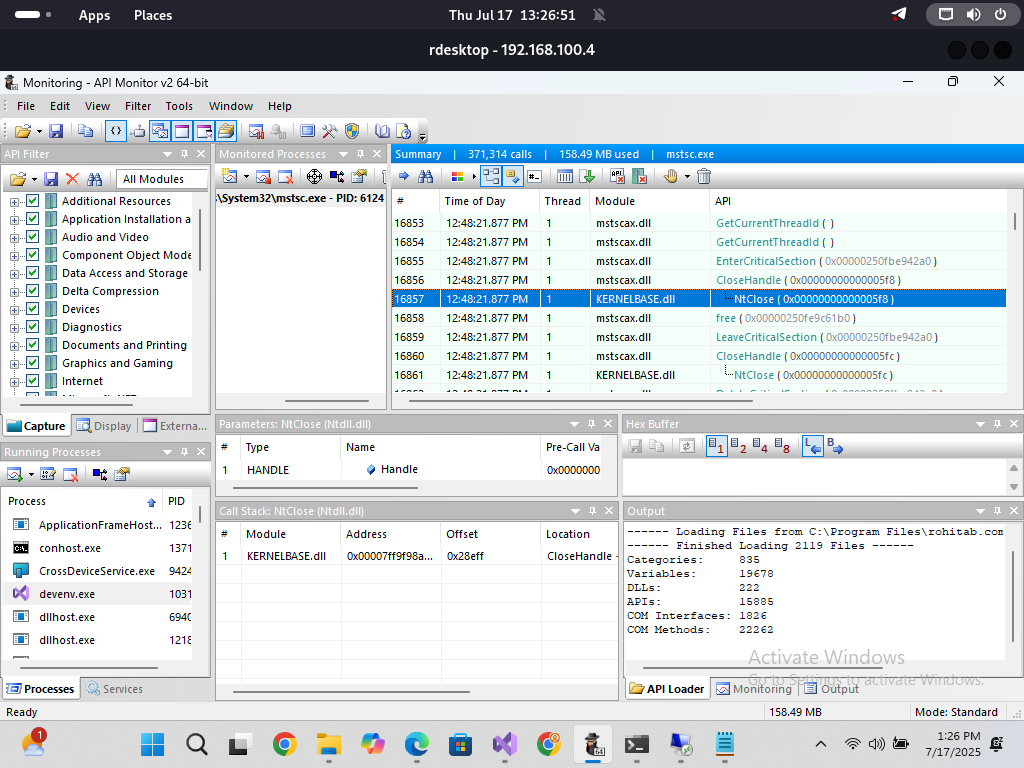 Apps Places Thu Jul 17 13:26:51
rdesktop - 192.168.100.4
Monitoring - API Monitor v2 64-bit
File Edit View Filter Tools Window Help
API Filter
All Modules
Additional Resources
Application Installation a
Audio and Video
Component Object Mode
Data Access and Storage
Delta Compression
Devices
Diagnostics
Documents and Printing
Graphics and Gaming
Internet
Capture Display Externa...
Monitored Processes
\System32\mstsc.exe - PID: 6124
Summary | 371,314 calls | 158.49 MB used | mstsc.exe
# Time of Day Thread Module API
16853 12:48:21.877 PM 1 mstscax.dll GetCurrentThreadId ( )
16854 12:48:21.877 PM 1 mstscax.dll GetCurrentThreadId ( )
16855 12:48:21.877 PM 1 mstscax.dll EnterCriticalSection ( 0x00000250fbe942a0 )
16856 12:48:21.877 PM 1 mstscax.dll CloseHandle ( 0x00000000000005f8 )
16857 12:48:21.877 PM 1 KERNELBASE.dll NtClose ( 0x00000000000005f8 )
16858 12:48:21.877 PM 1 mstscax.dll free ( 0x00000250fe9c61b0 )
16859 12:48:21.877 PM 1 mstscax.dll LeaveCriticalSection ( 0x00000250fbe942a0 )
16860 12:48:21.877 PM 1 mstscax.dll CloseHandle ( 0x00000000000005fc )
16861 12:48:21.877 PM 1 KERNELBASE.dll NtClose ( 0x00000000000005fc )
Running Processes
Process PID
ApplicationFrameHost... 1236
conhost.exe 1371
CrossDeviceService.exe 9424
devenv.exe 1031
dllhost.exe 6940
dllhost.exe 1218
Processes Services
Parameters: NtClose (Ntdll.dll)
# Type Name Pre-Call Va
1 HANDLE Handle 0x0000000
Call Stack: NtClose (Ntdll.dll)
# Module Address Offset Location
1 KERNELBASE.dll 0x00007ff9f98a... 0x28eff CloseHandle
Hex Buffer
1 2 4 8 L B
Output
------ Loading Files from C:\Program Files\rohitab.com
------ Finished Loading 2119 Files ------
Categories: 835
Variables: 19678
DLLs: 222
APIs: 15885
COM Interfaces: 1826
COM Methods: 22262
Activate Windows
Go to Settings to activate Windows.
API Loader Monitoring Output
Ready 158.49 MB Mode: Standard
1
64
1:26 PM
7/17/2025